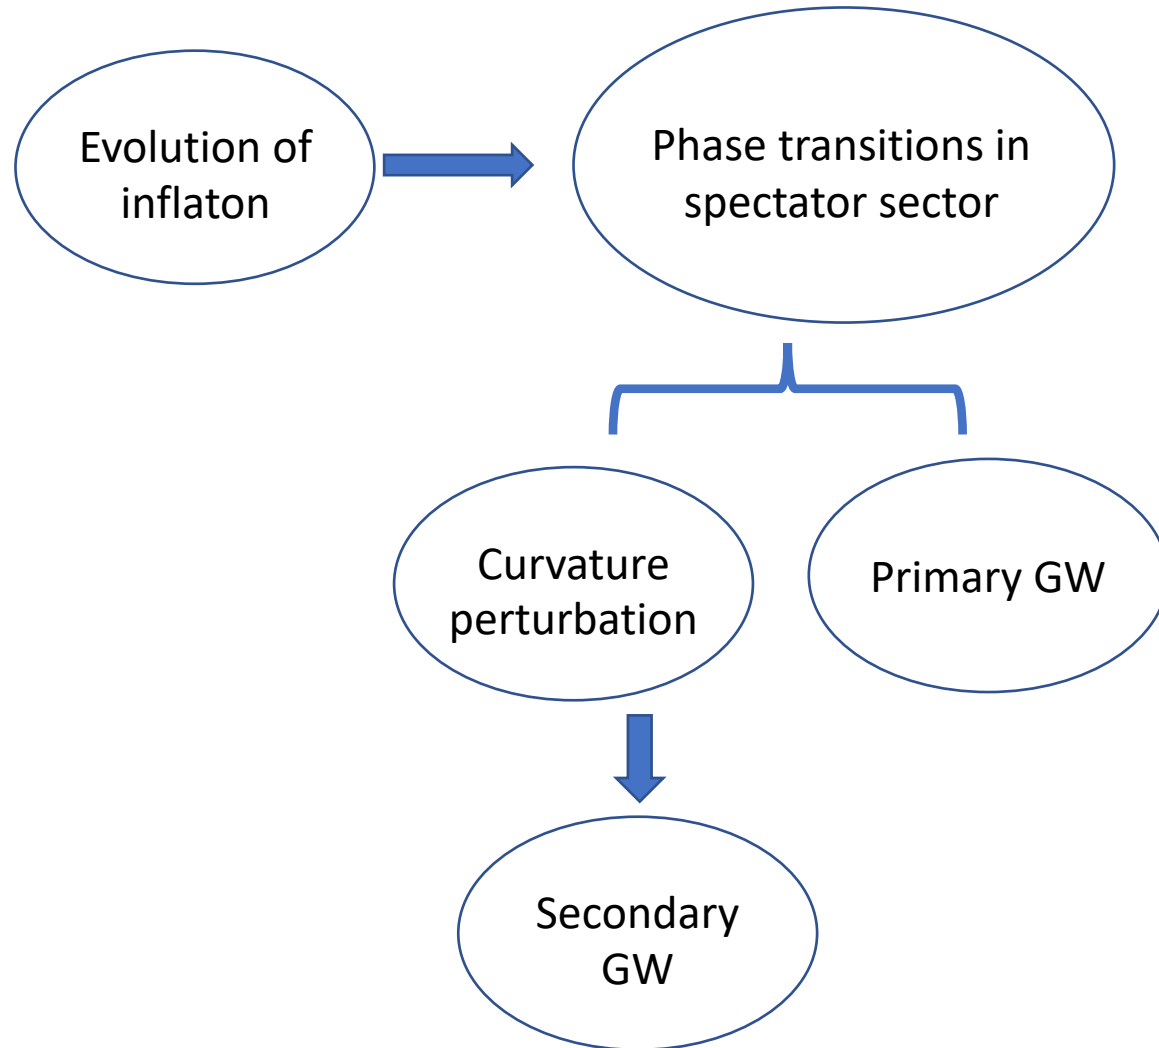 Evolution of
inflaton
Phase transitions in
spectator sector
Curvature
perturbation
Primary GW
Secondary
GW